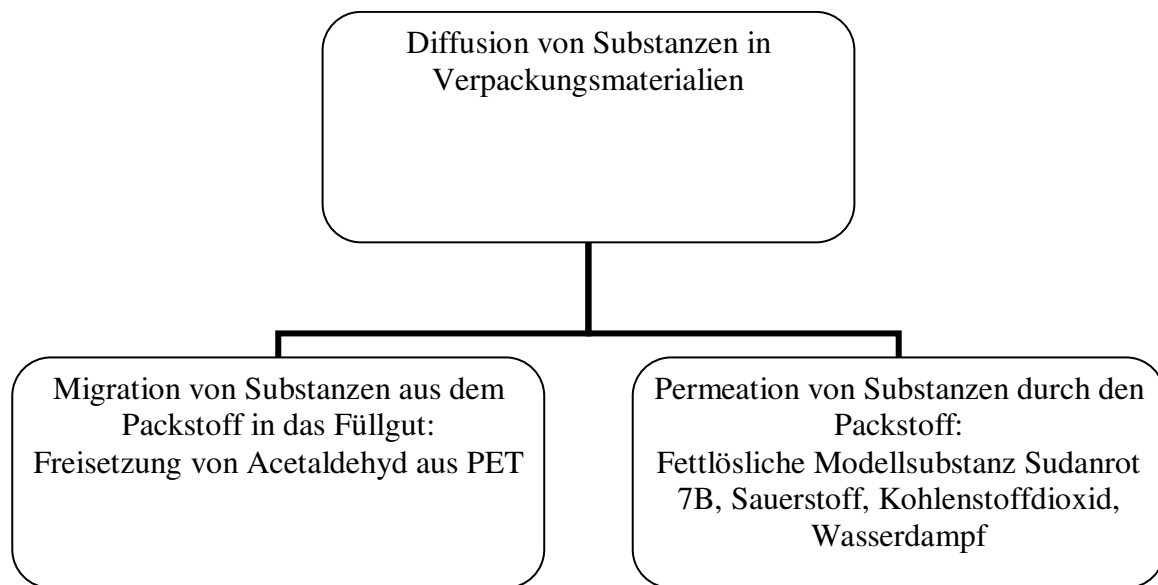 Diffusion von Substanzen in
Verpackungsmaterialien
Migration von Substanzen aus dem
Packstoff in das Füllgut:
Freisetzung von Acetaldehyd aus PET
Permeation von Substanzen durch den
Packstoff:
Fettlösliche Modellsubstanz Sudanrot
7B, Sauerstoff, Kohlenstoffdioxid,
Wasserdampf